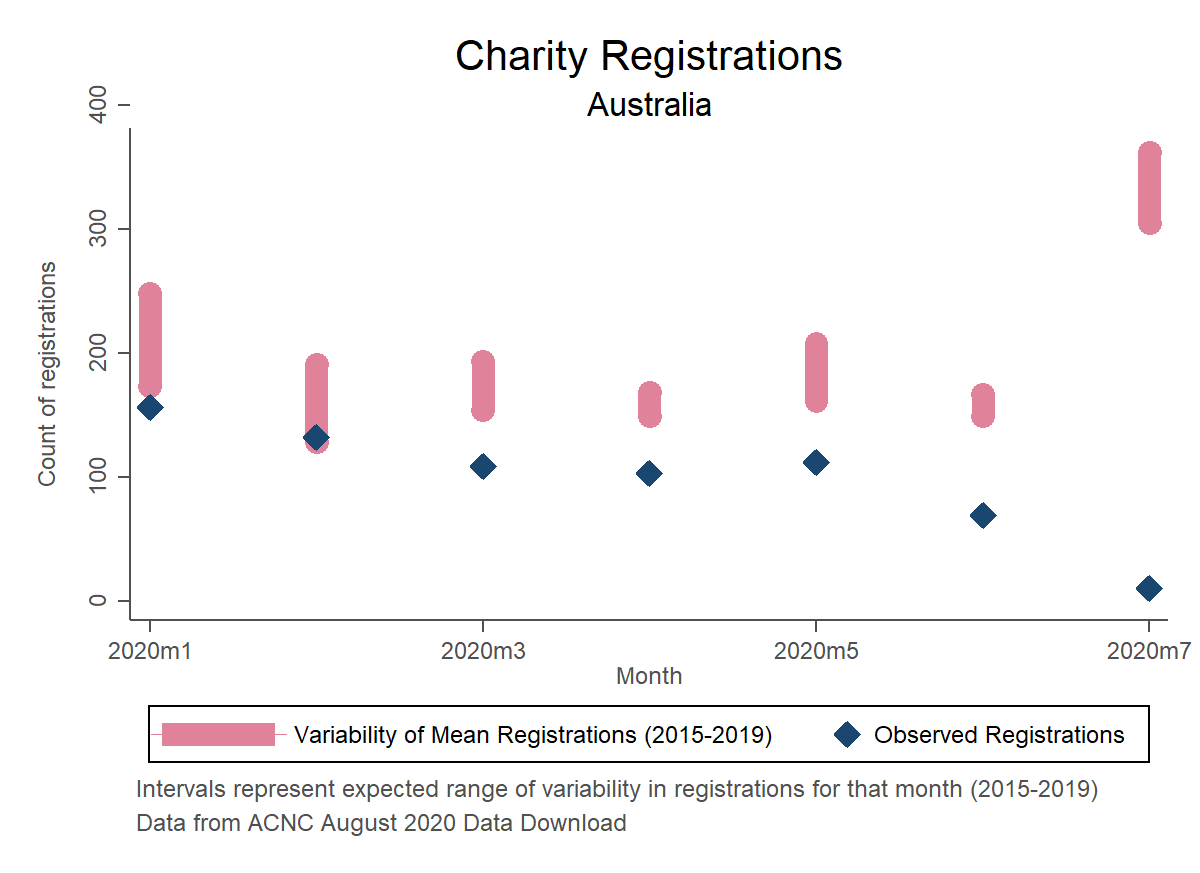 Charity Registrations
Australia
400
300
200
100
0
Count of registrations
2020m1 2020m3 2020m5 2020m7
Month
Variability of Mean Registrations (2015-2019) Observed Registrations
Intervals represent expected range of variability in registrations for that month (2015-2019)
Data from ACNC August 2020 Data Download